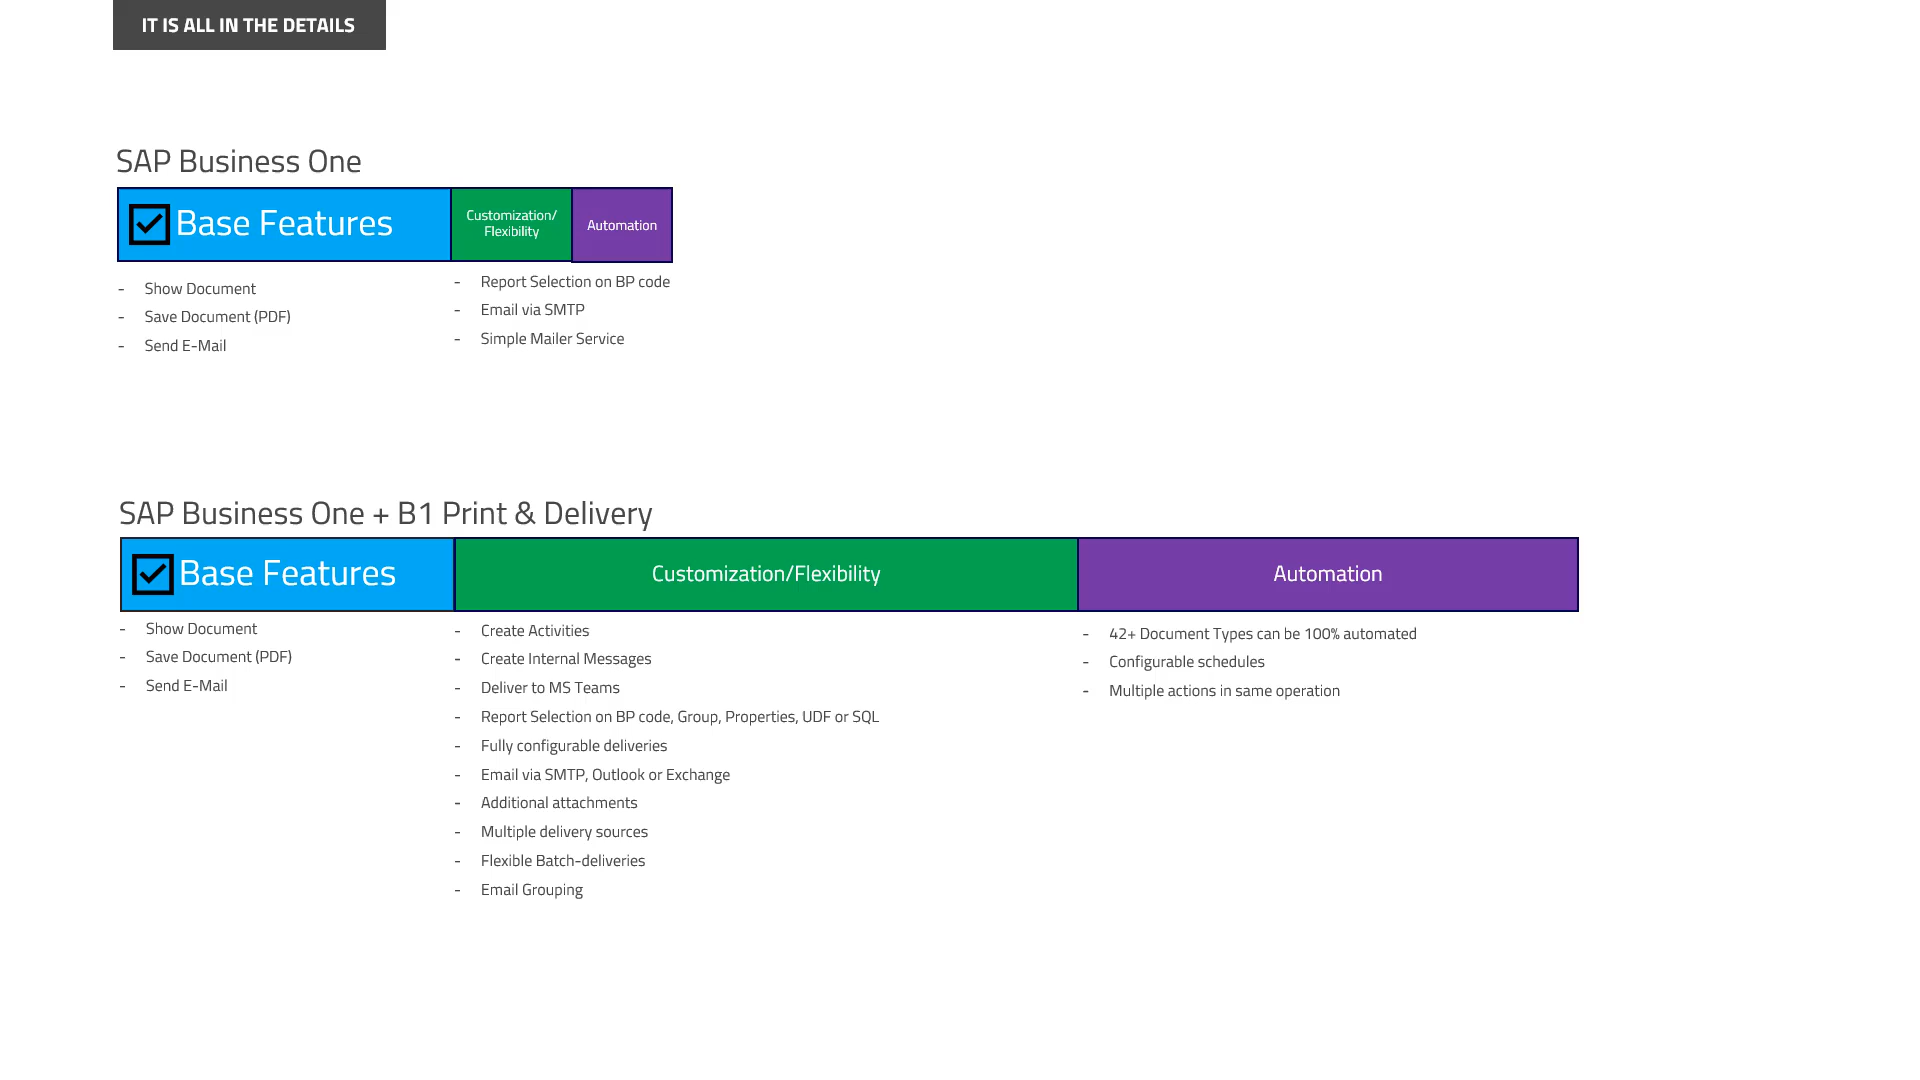 IT IS ALL IN THE DETAILS
SAP Business One
Base Features
Customization/
Flexibility
Automation
- Show Document
- Save Document (PDF)
- Send E-Mail
- Report Selection on BP code
- Email via SMTP
- Simple Mailer Service
SAP Business One + B1 Print & Delivery
Base Features
Customization/Flexibility
Automation
- Show Document
- Save Document (PDF)
- Send E-Mail
- Create Activities
- Create Internal Messages
- Deliver to MS Teams
- Report Selection on BP code, Group, Properties, UDF or SQL
- Fully configurable deliveries
- Email via SMTP, Outlook or Exchange
- Additional attachments
- Multiple delivery sources
- Flexible Batch-deliveries
- Email Grouping
- 42+ Document Types can be 100% automated
- Configurable schedules
- Multiple actions in same operation